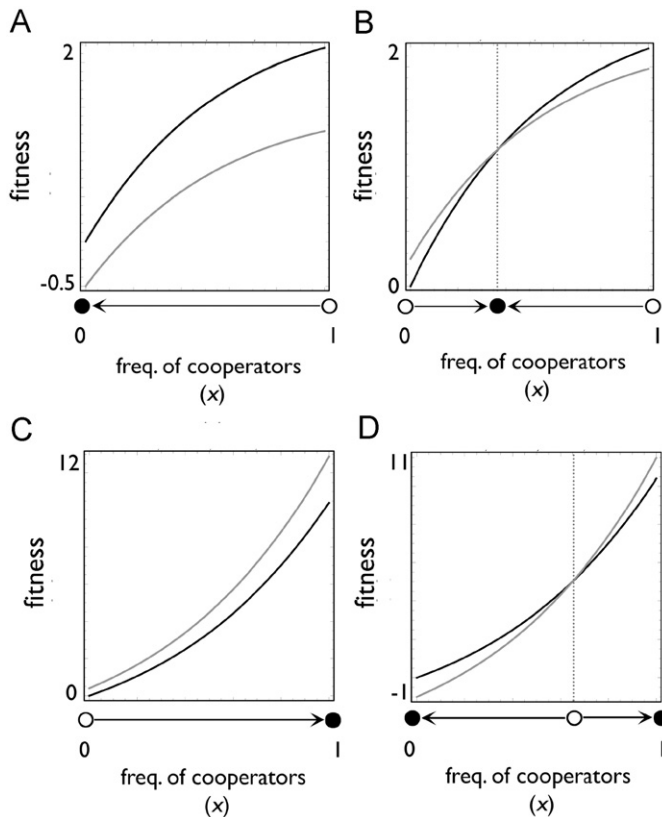 A
2
fitness
-0.5
0 1
freq. of cooperators
(x)
B
2
fitness
0
0 1
freq. of cooperators
(x)
C
12
fitness
0
0 1
freq. of cooperators
(x)
D
11
fitness
-1
0 1
freq. of cooperators
(x)